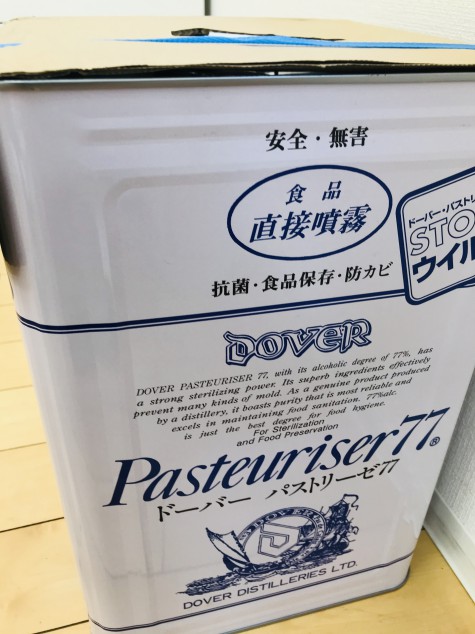 安全・無害
食品
直接噴霧
抗菌・食品保存・防カビ
ドーバー・パストリ
STO
ウイル
DOVER
DOVER PASTEURISER 77, with its alcoholic degree of 77%, has
a strong sterilizing power. Its superb ingredients effectively
prevent many kinds of mold. As a genuine product produced
by a distillery, it boasts purity that is most reliable and
excels in maintaining food sanitation. 77%alc.
is just the best degree for food hygiene.
For Sterilization
and Food Preservation
Pasteuriser77®
ドーバー パストリーゼ77
DOVER DISTILLERIES LTD.